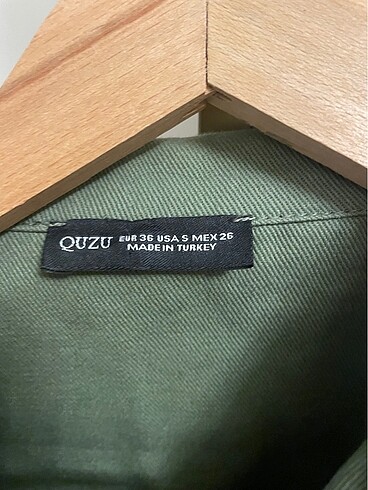 QUZU EUR 36 USA S MEX 26
MADE IN TURKEY